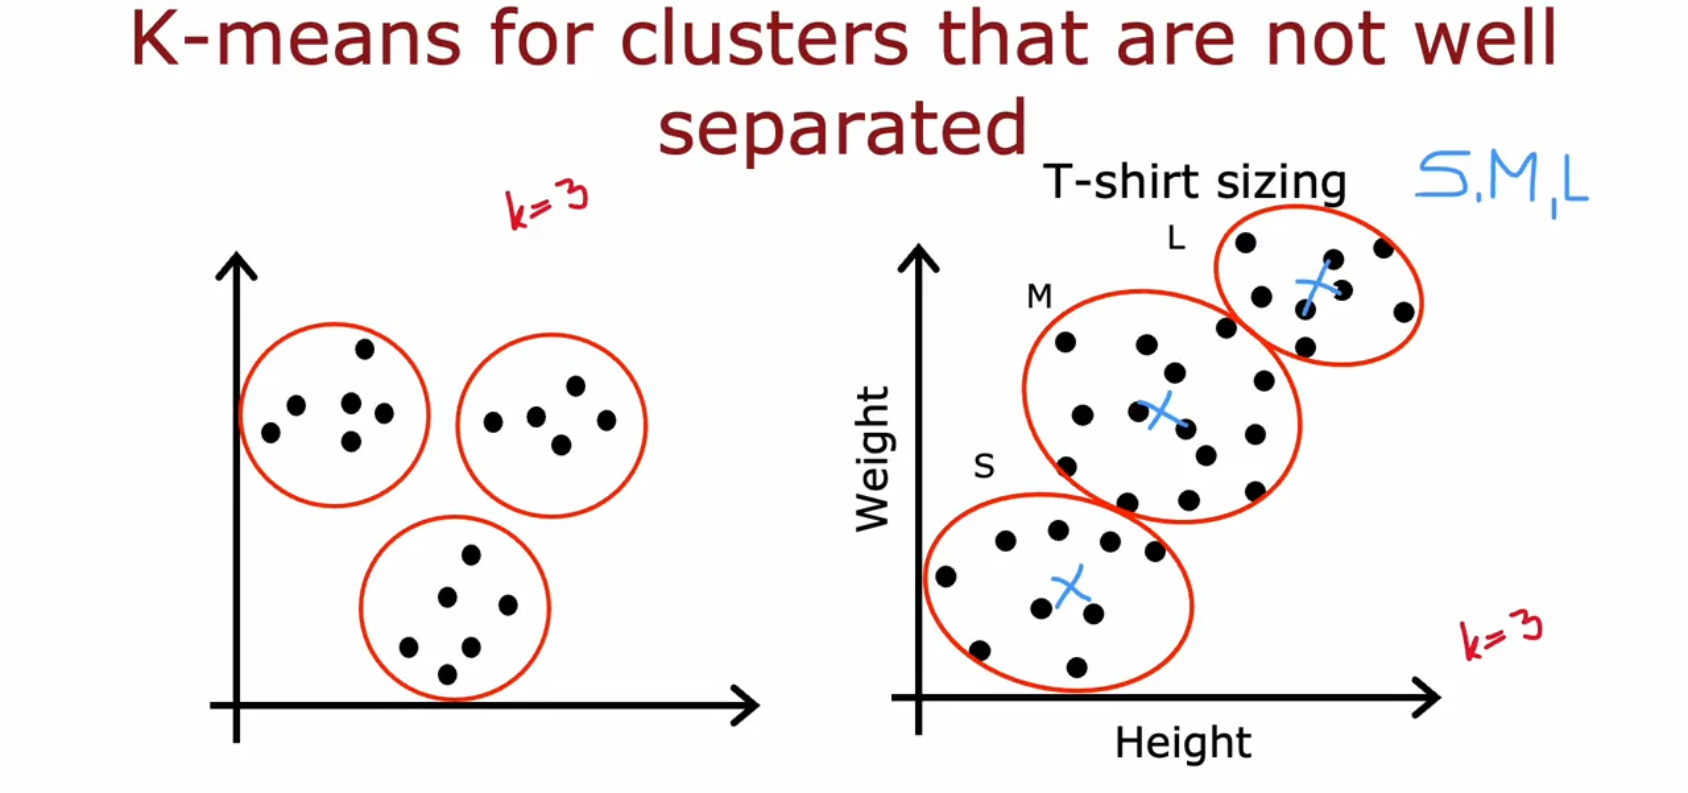 K-means for clusters that are not well
separated
T-shirt sizing
S,M,L
k=3
L
M
S
Weight
Height
k=3